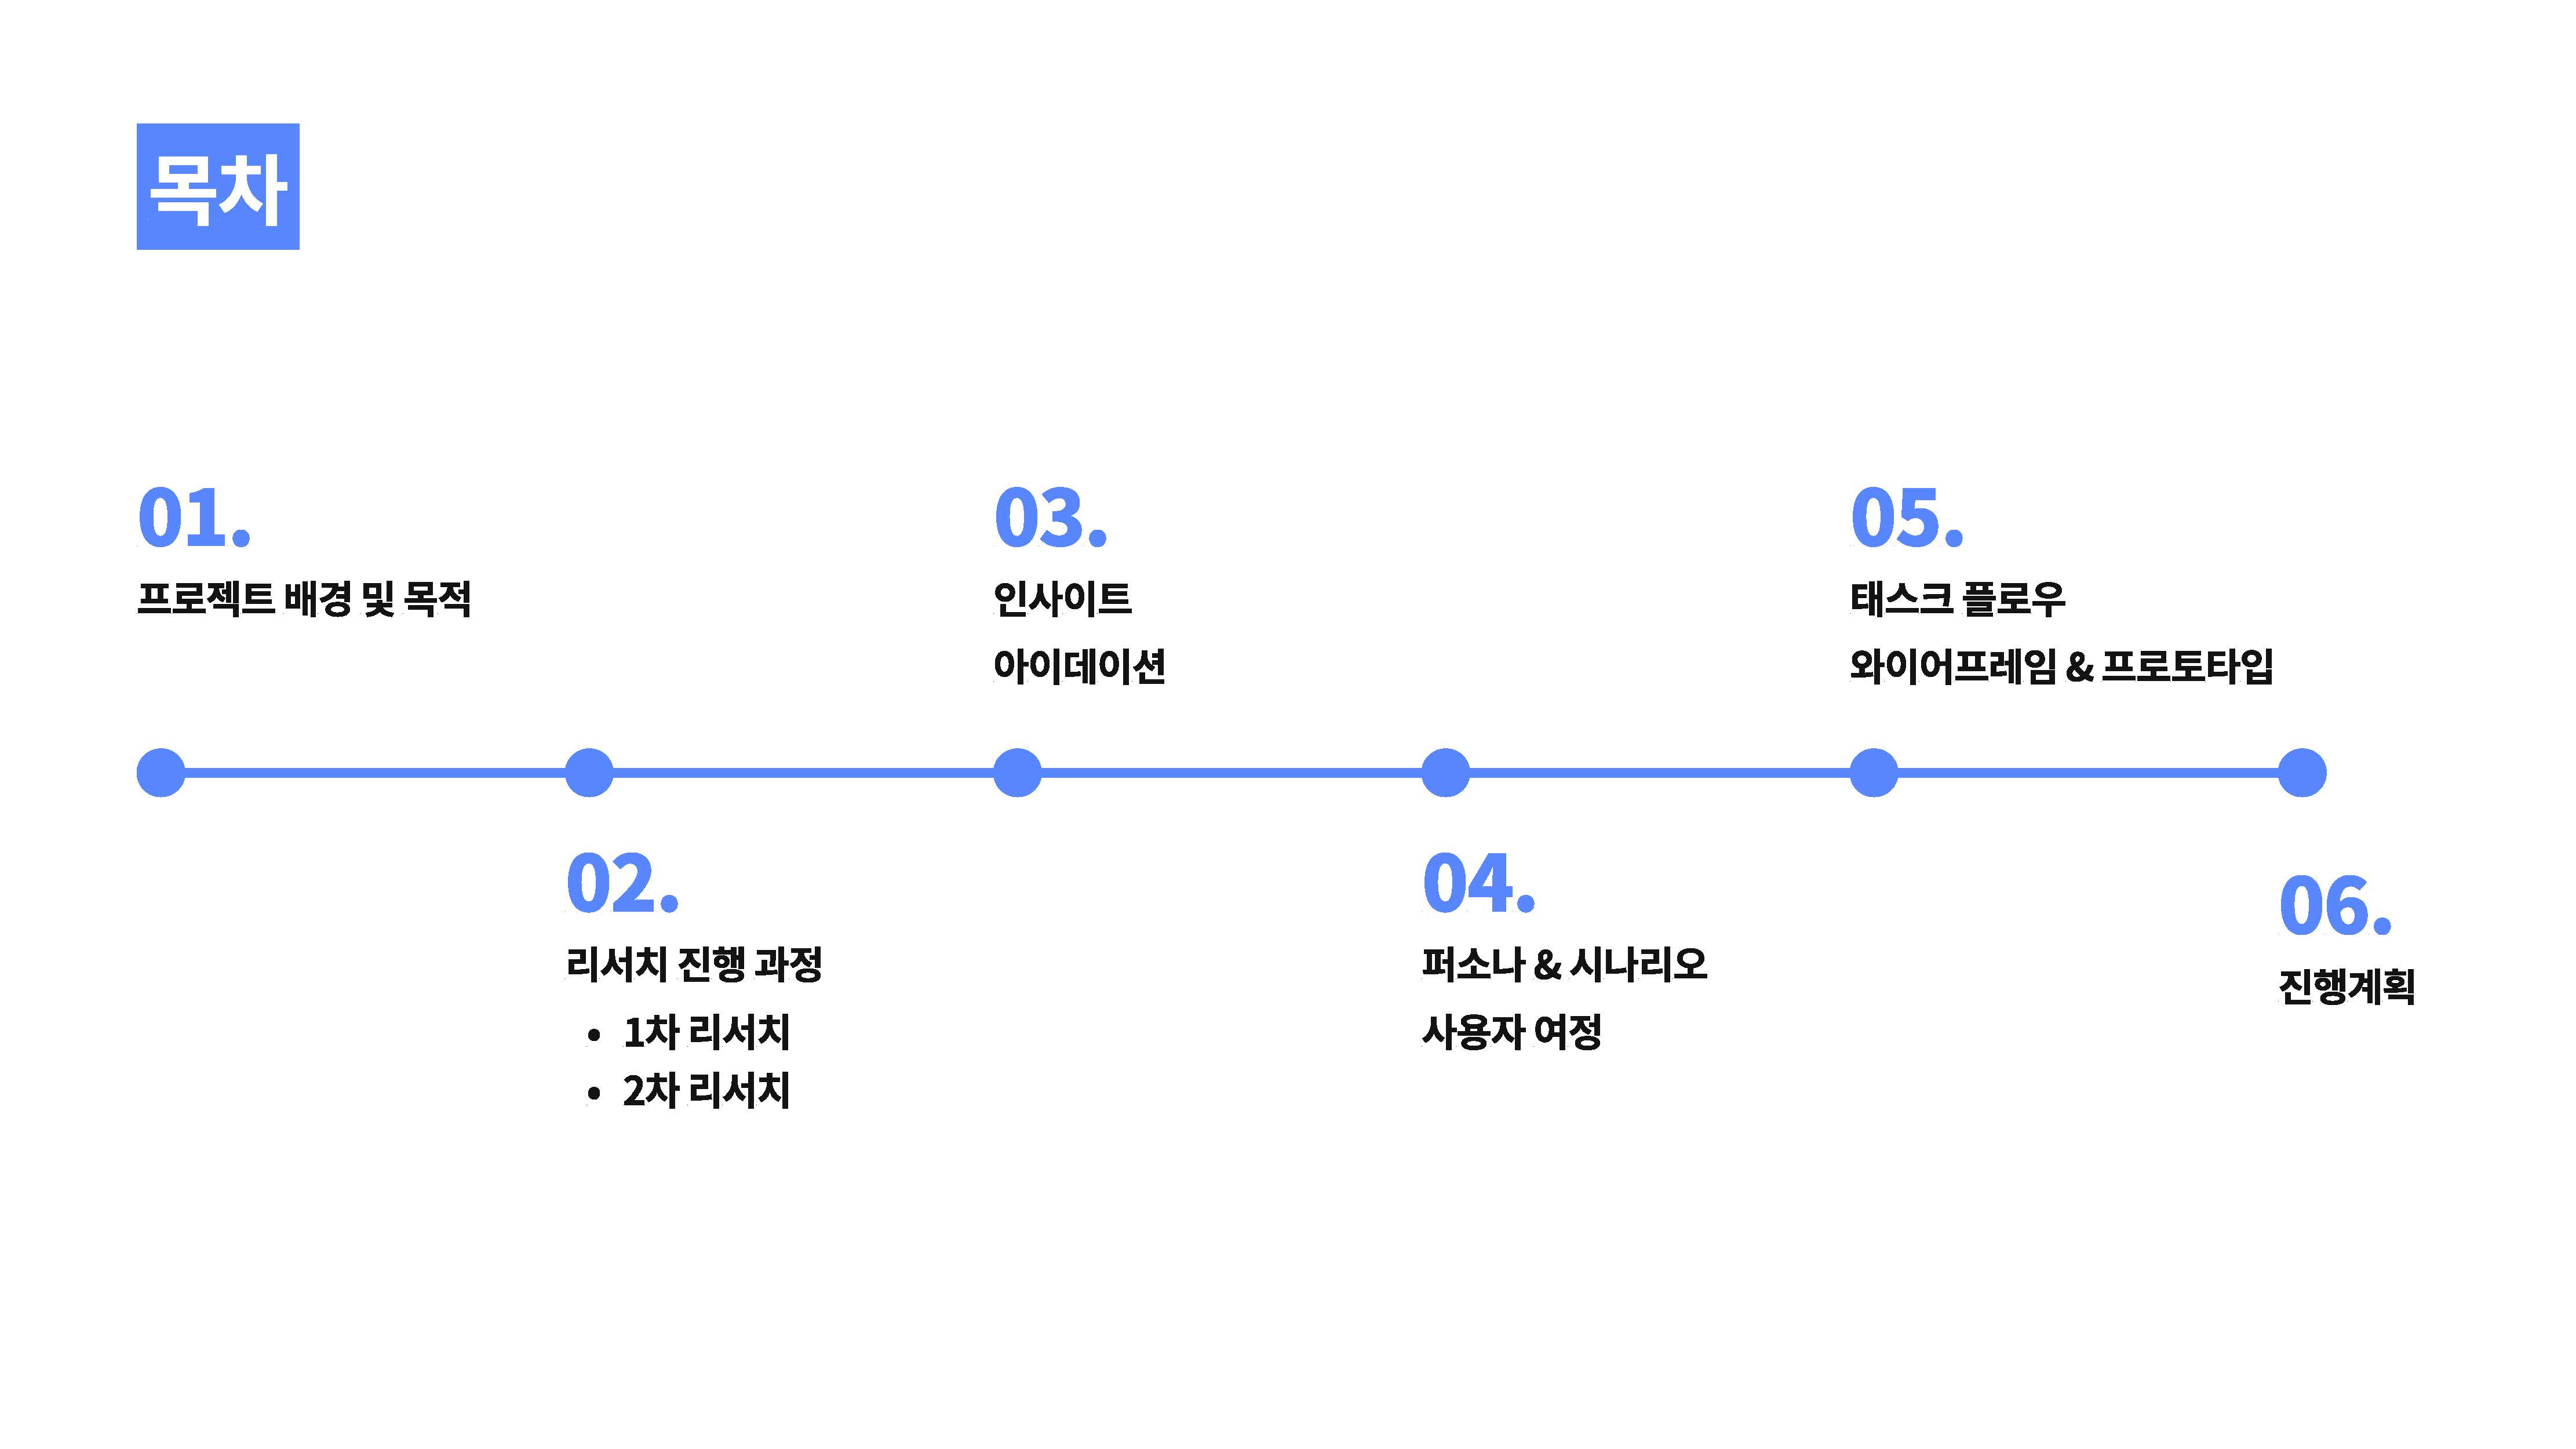 목차
01.
프로젝트 배경 및 목적
02.
리서치 진행 과정
• 1차 리서치
• 2차 리서치
03.
인사이트
아이데이션
04.
퍼소나 & 시나리오
사용자 여정
05.
태스크 플로우
와이어프레임 & 프로토타입
06.
진행계획